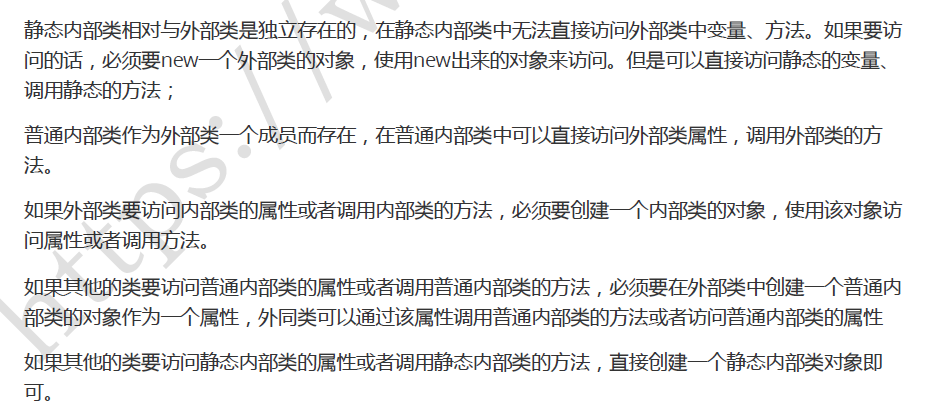 静态内部类相对与外部类是独立存在的，在静态内部类中无法直接访问外部类中变量、方法。如果要访
问的话，必须要new一个外部类的对象，使用new出来的对象来访问。但是可以直接访问静态的变量、
调用静态的方法；
普通内部类作为外部类一个成员而存在，在普通内部类中可以直接访问外部类属性，调用外部类的方
法。
如果外部类要访问内部类的属性或者调用内部类的方法，必须要创建一个内部类的对象，使用该对象访
问属性或者调用方法。
如果其他的类要访问普通内部类的属性或者调用普通内部类的方法，必须要在外部类中创建一个普通内
部类的对象作为一个属性，外同类可以通过该属性调用普通内部类的方法或者访问普通内部类的属性
如果其他的类要访问静态内部类的属性或者调用静态内部类的方法，直接创建一个静态内部类对象即
可。
https://w